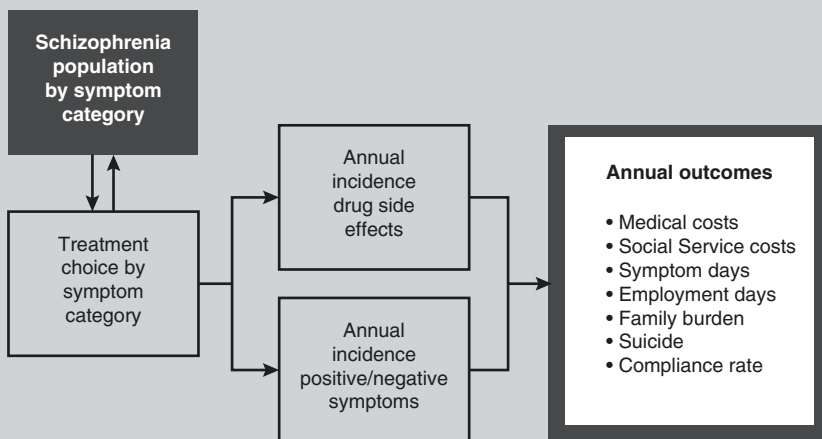 Schizophrenia
population
by symptom
category
Treatment
choice by
symptom
category
Annual
incidence
drug side
effects
Annual
incidence
positive/negative
symptoms
Annual outcomes
• Medical costs
• Social Service costs
• Symptom days
• Employment days
• Family burden
• Suicide
• Compliance rate